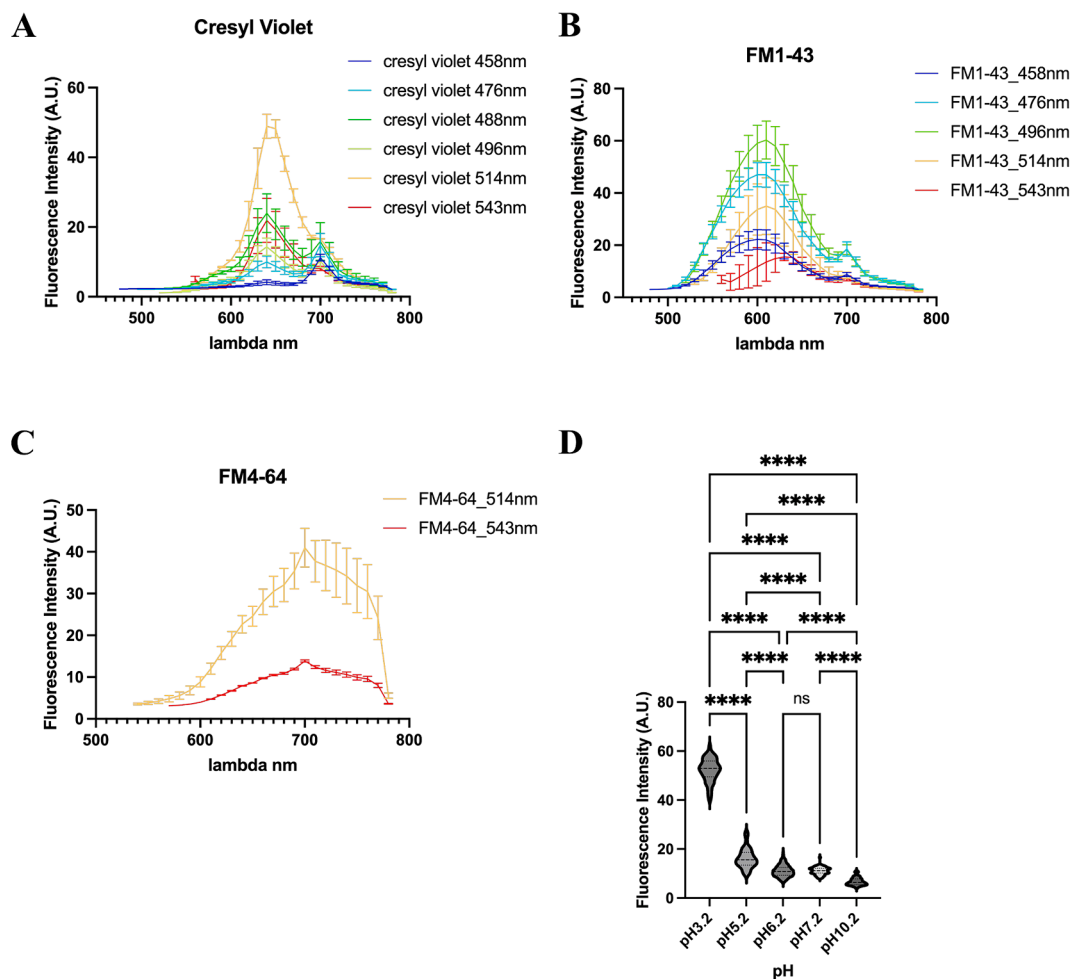 A
Cresyl Violet
Fluorescence Intensity (A.U.)
60
40
20
0
500
600
700
800
lambda nm
cresyl violet 458nm
cresyl violet 476nm
cresyl violet 488nm
cresyl violet 496nm
cresyl violet 514nm
cresyl violet 543nm
B
FM1-43
Fluorescence Intensity (A.U.)
80
60
40
20
0
500
600
700
800
lambda nm
FM1-43_458nm
FM1-43_476nm
FM1-43_496nm
FM1-43_514nm
FM1-43_543nm
C
FM4-64
Fluorescence Intensity (A.U.)
50
40
30
20
10
0
500
600
700
800
lambda nm
FM4-64_514nm
FM4-64_543nm
D
****
****
****
****
**** ****
**** ****
****
ns
Fluorescence Intensity (A.U.)
80
60
40
20
0
pH3.2
pH5.2
pH6.2
pH7.2
pH10.2
pH